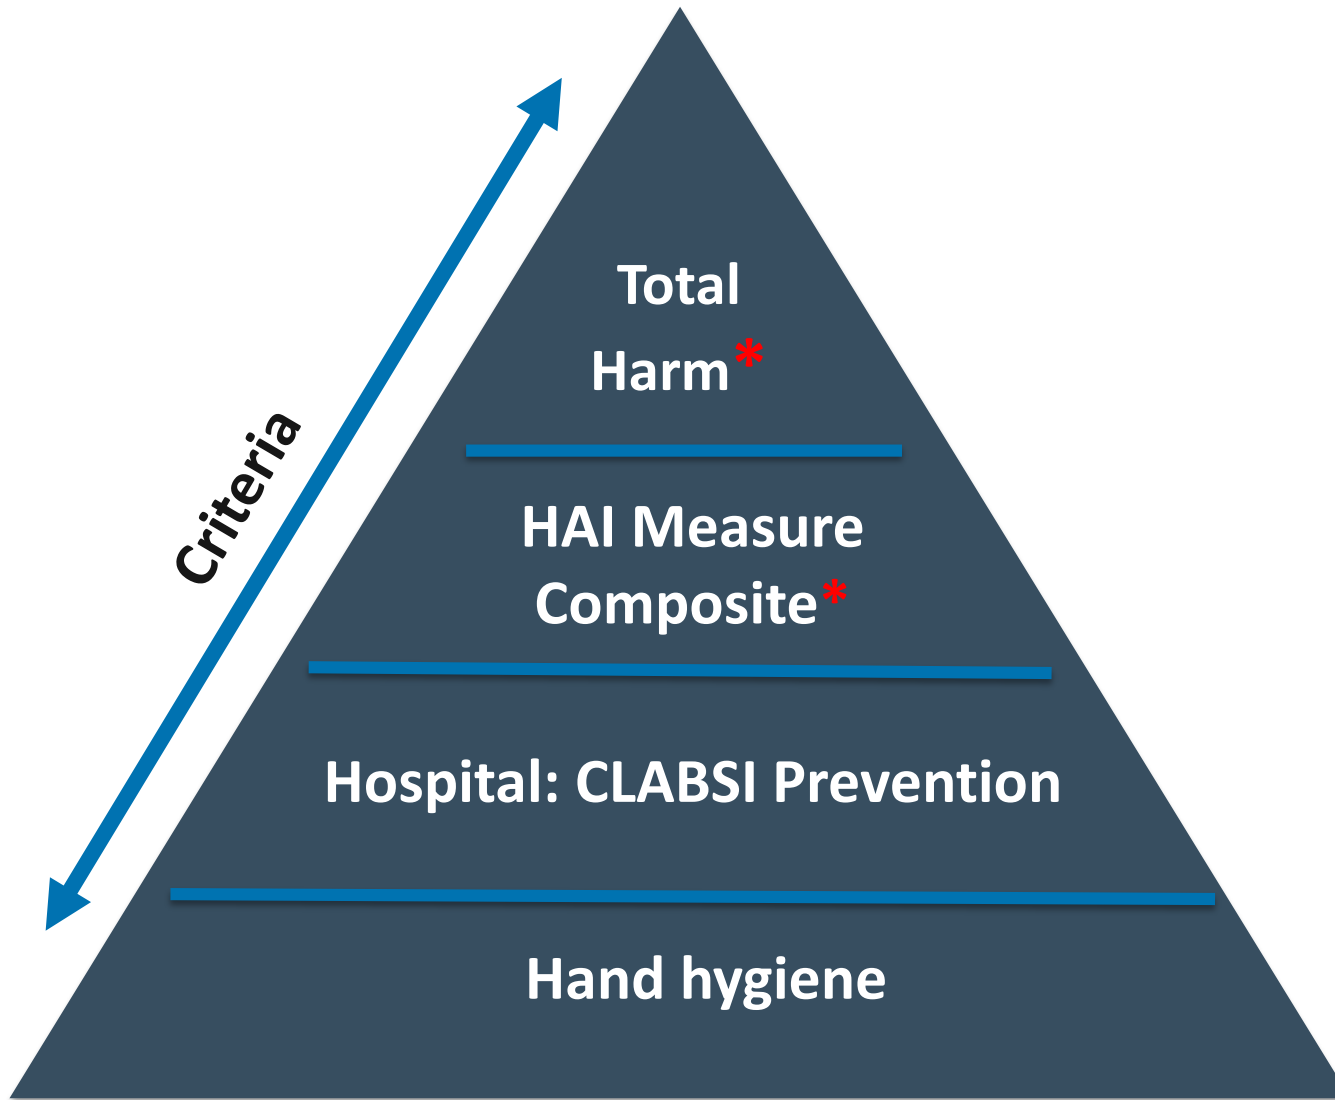 Total
Harm*
Criteria
HAI Measure
Composite*
Hospital: CLABSI Prevention
Hand hygiene